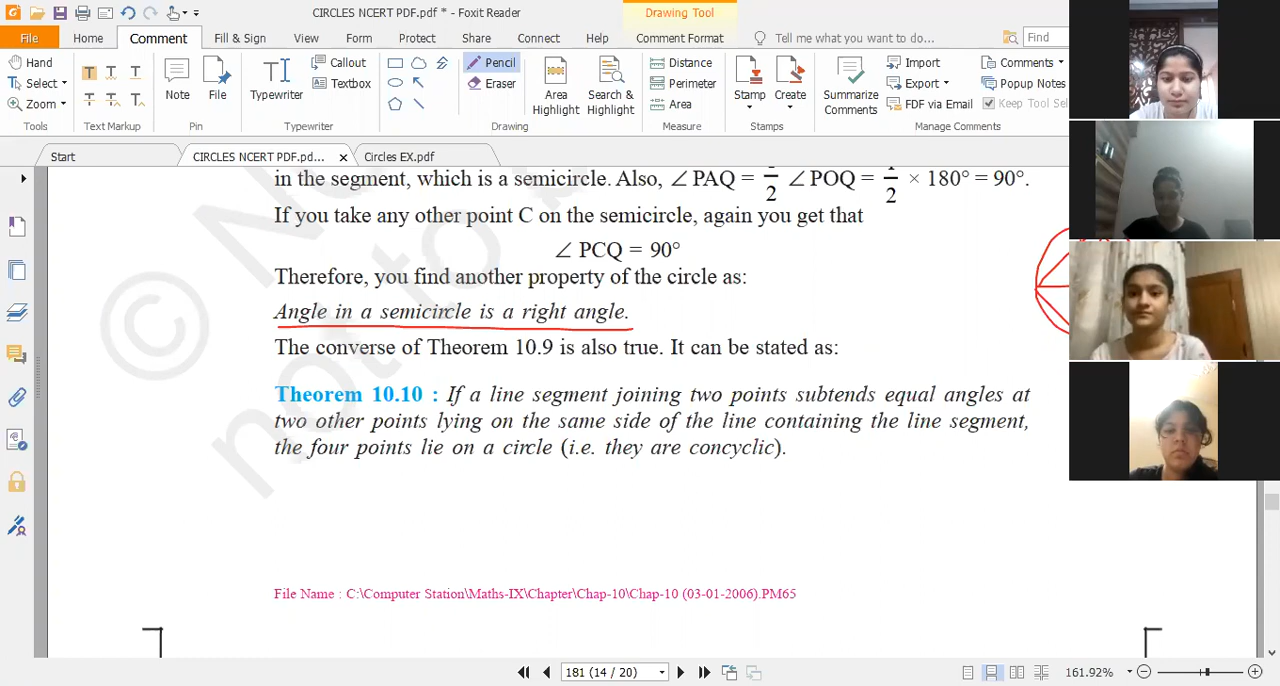 CIRCLES NCERT PDF.pdf * - Foxit Reader
Drawing Tool
File Home Comment Fill & Sign View Form Protect Share Connect Help Comment Format Tell me what you want to do... Find
Hand
Select
Zoom
Tools
Text Markup
Note
File
Pin
Typewriter
Callout
Textbox
Typewriter
Pencil
Eraser
Drawing
Area Highlight
Search & Highlight
Distance
Perimeter
Area
Measure
Stamp
Create
Stamps
Summarize Comments
Import
Export
FDF via Email
Comments
Popup Notes
Keep Tool Sel
Manage Comments
Start
CIRCLES NCERT PDF.pd...
Circles EX.pdf
in the segment, which is a semicircle. Also, ∠ PAQ = 1/2 ∠ POQ = 1/2 × 180° = 90°.
If you take any other point C on the semicircle, again you get that
∠ PCQ = 90°
Therefore, you find another property of the circle as:
Angle in a semicircle is a right angle.
The converse of Theorem 10.9 is also true. It can be stated as:
Theorem 10.10 : If a line segment joining two points subtends equal angles at
two other points lying on the same side of the line containing the line segment,
the four points lie on a circle (i.e. they are concyclic).
© N
not to b
File Name : C:\Computer Station\Maths-IX\Chapter\Chap-10\Chap-10 (03-01-2006).PM65
181 (14 / 20)
161.92%